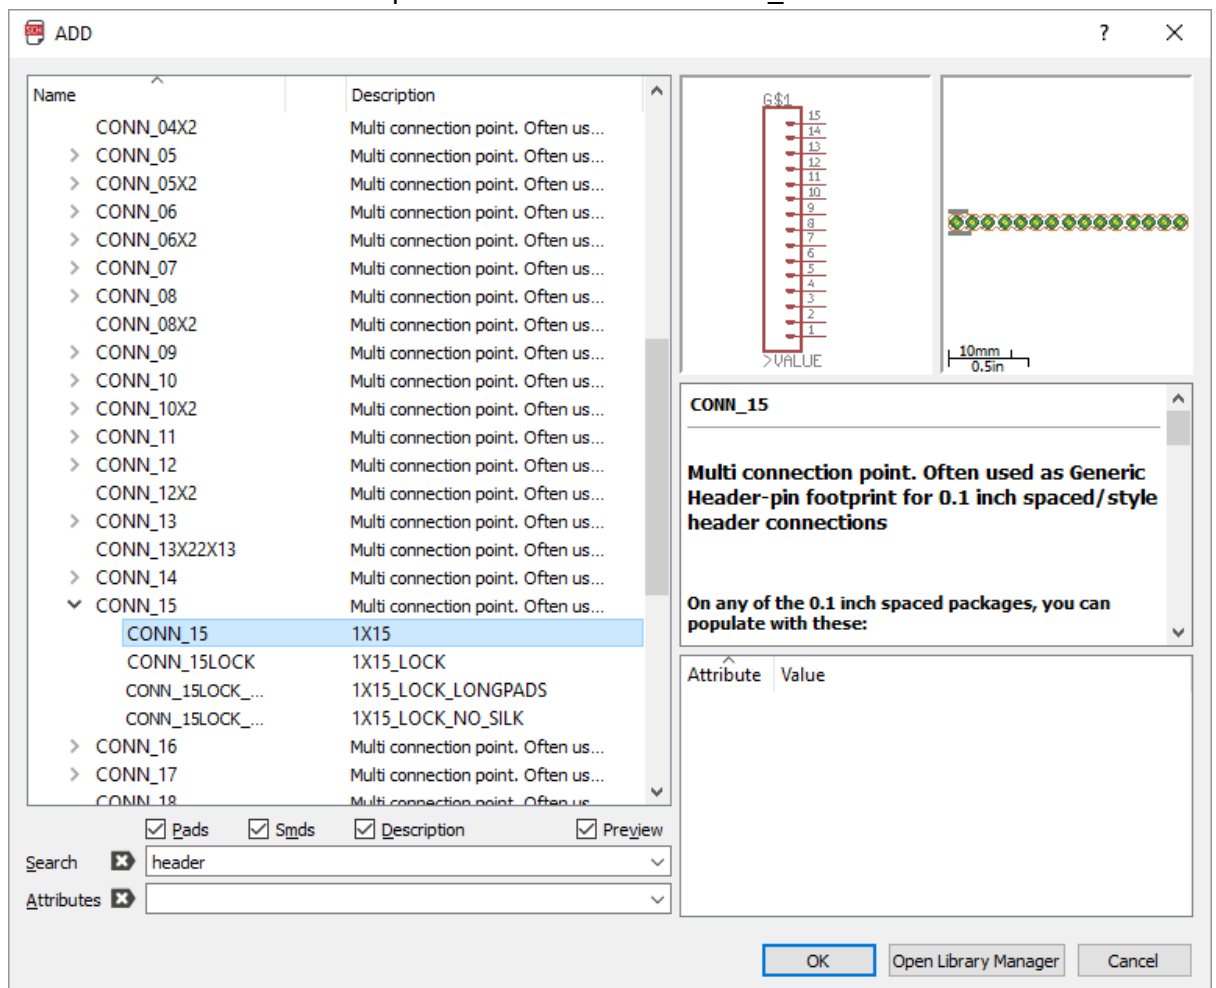 ADD
?
Name Description
CONN_04X2 Multi connection point. Often us...
CONN_05 Multi connection point. Often us...
CONN_05X2 Multi connection point. Often us...
CONN_06 Multi connection point. Often us...
CONN_06X2 Multi connection point. Often us...
CONN_07 Multi connection point. Often us...
CONN_08 Multi connection point. Often us...
CONN_08X2 Multi connection point. Often us...
CONN_09 Multi connection point. Often us...
CONN_10 Multi connection point. Often us...
CONN_10X2 Multi connection point. Often us...
CONN_11 Multi connection point. Often us...
CONN_12 Multi connection point. Often us...
CONN_12X2 Multi connection point. Often us...
CONN_13 Multi connection point. Often us...
CONN_13X22X13 Multi connection point. Often us...
CONN_14 Multi connection point. Often us...
CONN_15 Multi connection point. Often us...
CONN_15 1X15
CONN_15LOCK 1X15_LOCK
CONN_15LOCK_... 1X15_LOCK_LONGPADS
CONN_15LOCK_... 1X15_LOCK_NO_SILK
CONN_16 Multi connection point. Often us...
CONN_17 Multi connection point. Often us...
CONN_18 Multi connection point. Often us
Pads Smds Description Preview
Search header
Attributes
G$1
15
14
13
12
11
10
9
8
7
6
5
4
3
2
1
>VALUE
10mm
0.5in
CONN_15
Multi connection point. Often used as Generic
Header-pin footprint for 0.1 inch spaced/style
header connections
On any of the 0.1 inch spaced packages, you can
populate with these:
Attribute Value
OK Open Library Manager Cancel